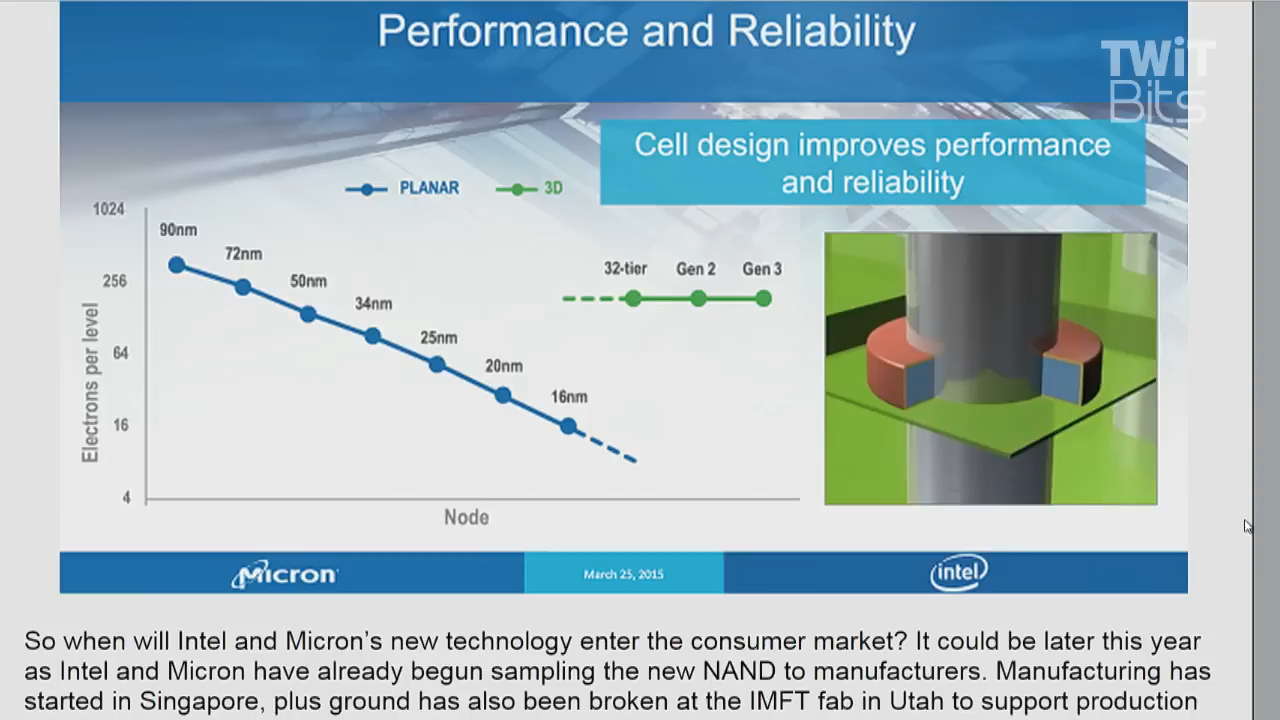 Performance and Reliability
TWiT
Bits
Cell design improves performance
and reliability
PLANAR
3D
1024
256
64
16
4
Electrons per level
90nm
72nm
50nm
34nm
25nm
20nm
16nm
32-tier
Gen 2
Gen 3
Node
Micron
March 25, 2015
intel
So when will Intel and Micron’s new technology enter the consumer market? It could be later this year
as Intel and Micron have already begun sampling the new NAND to manufacturers. Manufacturing has
started in Singapore, plus ground has also been broken at the IMFT fab in Utah to support production